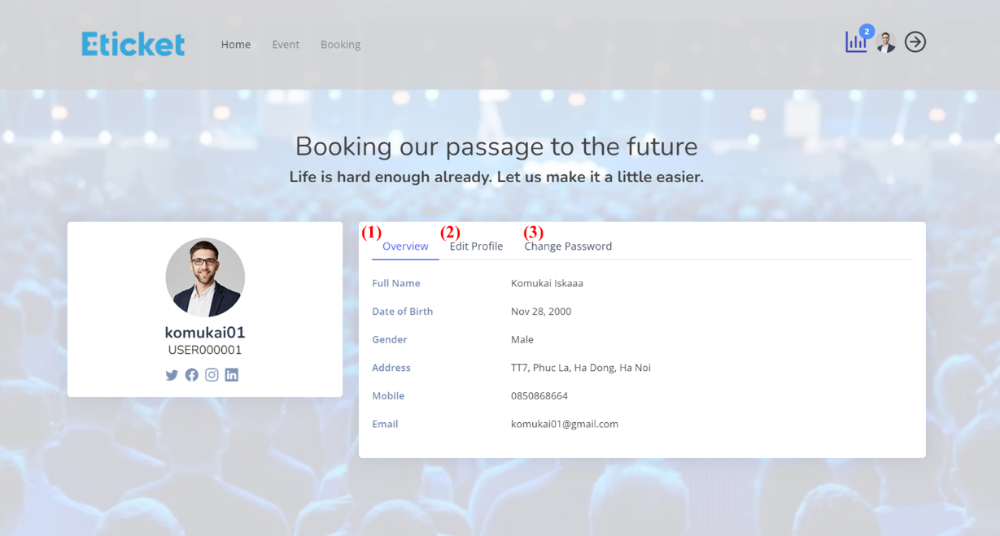 Eticket
Home Event Booking
2
Booking our passage to the future
Life is hard enough already. Let us make it a little easier.
komukai01
USER000001
(1) (2) (3)
Overview Edit Profile Change Password
Full Name Komukai Iskaaa
Date of Birth Nov 28, 2000
Gender Male
Address TT7, Phuc La, Ha Dong, Ha Noi
Mobile 0850868664
Email komukai01@gmail.com